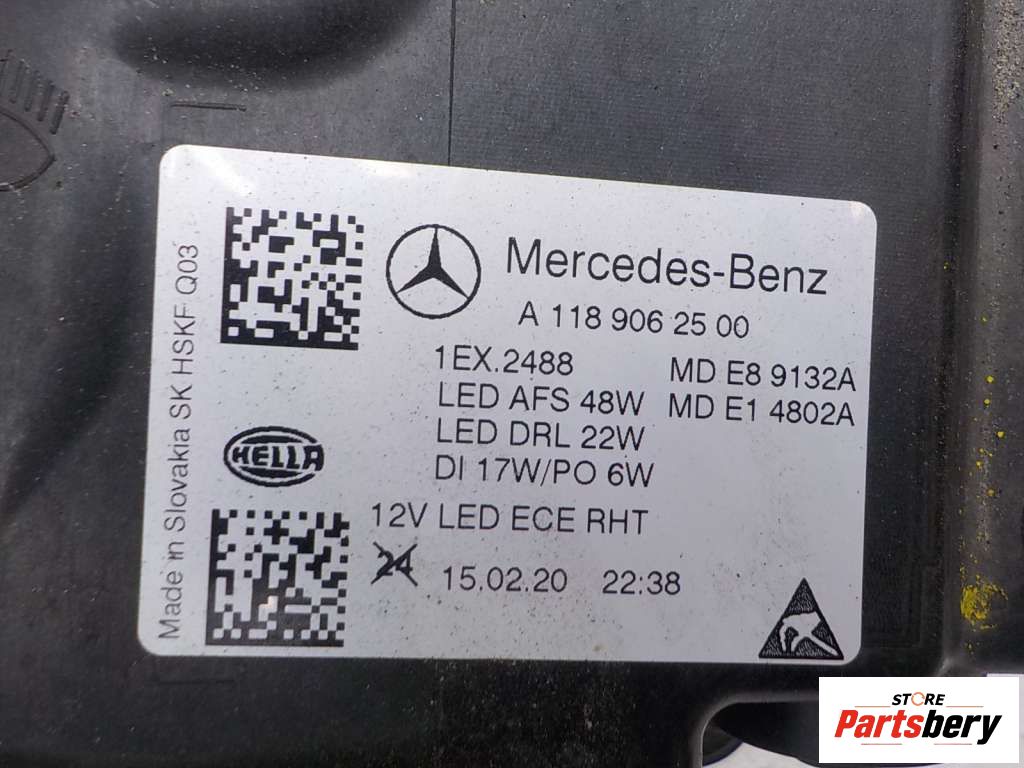 Made in Slovakia SK HSKF Q03
Mercedes-Benz
A 118 906 25 00
1EX.2488 MD E8 9132A
LED AFS 48W MD E1 4802A
LED DRL 22W
DI 17W/PO 6W
HELLA
12V LED ECE RHT
24 15.02.20 22:38
STORE
Partsbery